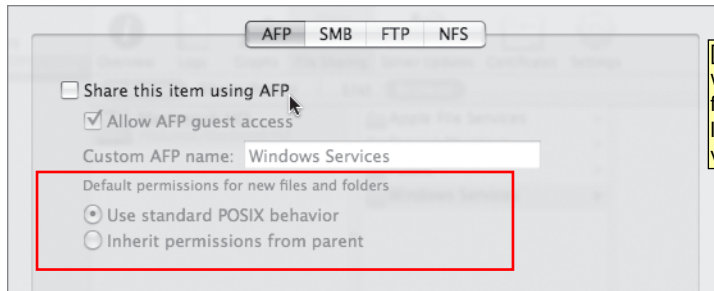 AFP SMB FTP NFS
Share this item using AFP
Allow AFP guest access
Custom AFP name: Windows Services
Default permissions for new files and folders
Use standard POSIX behavior
Inherit permissions from parent